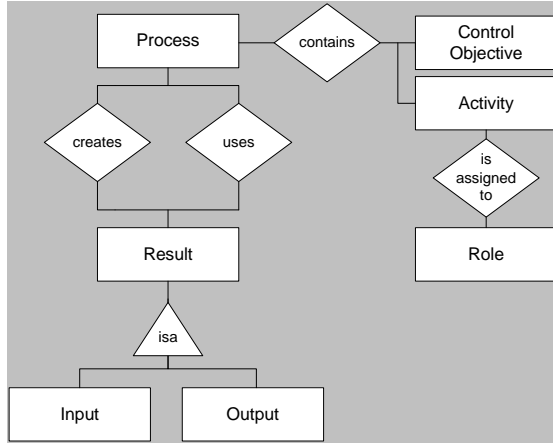 Process
contains
Control
Objective
Activity
creates
uses
is
assigned
to
Result
Role
isa
Input
Output